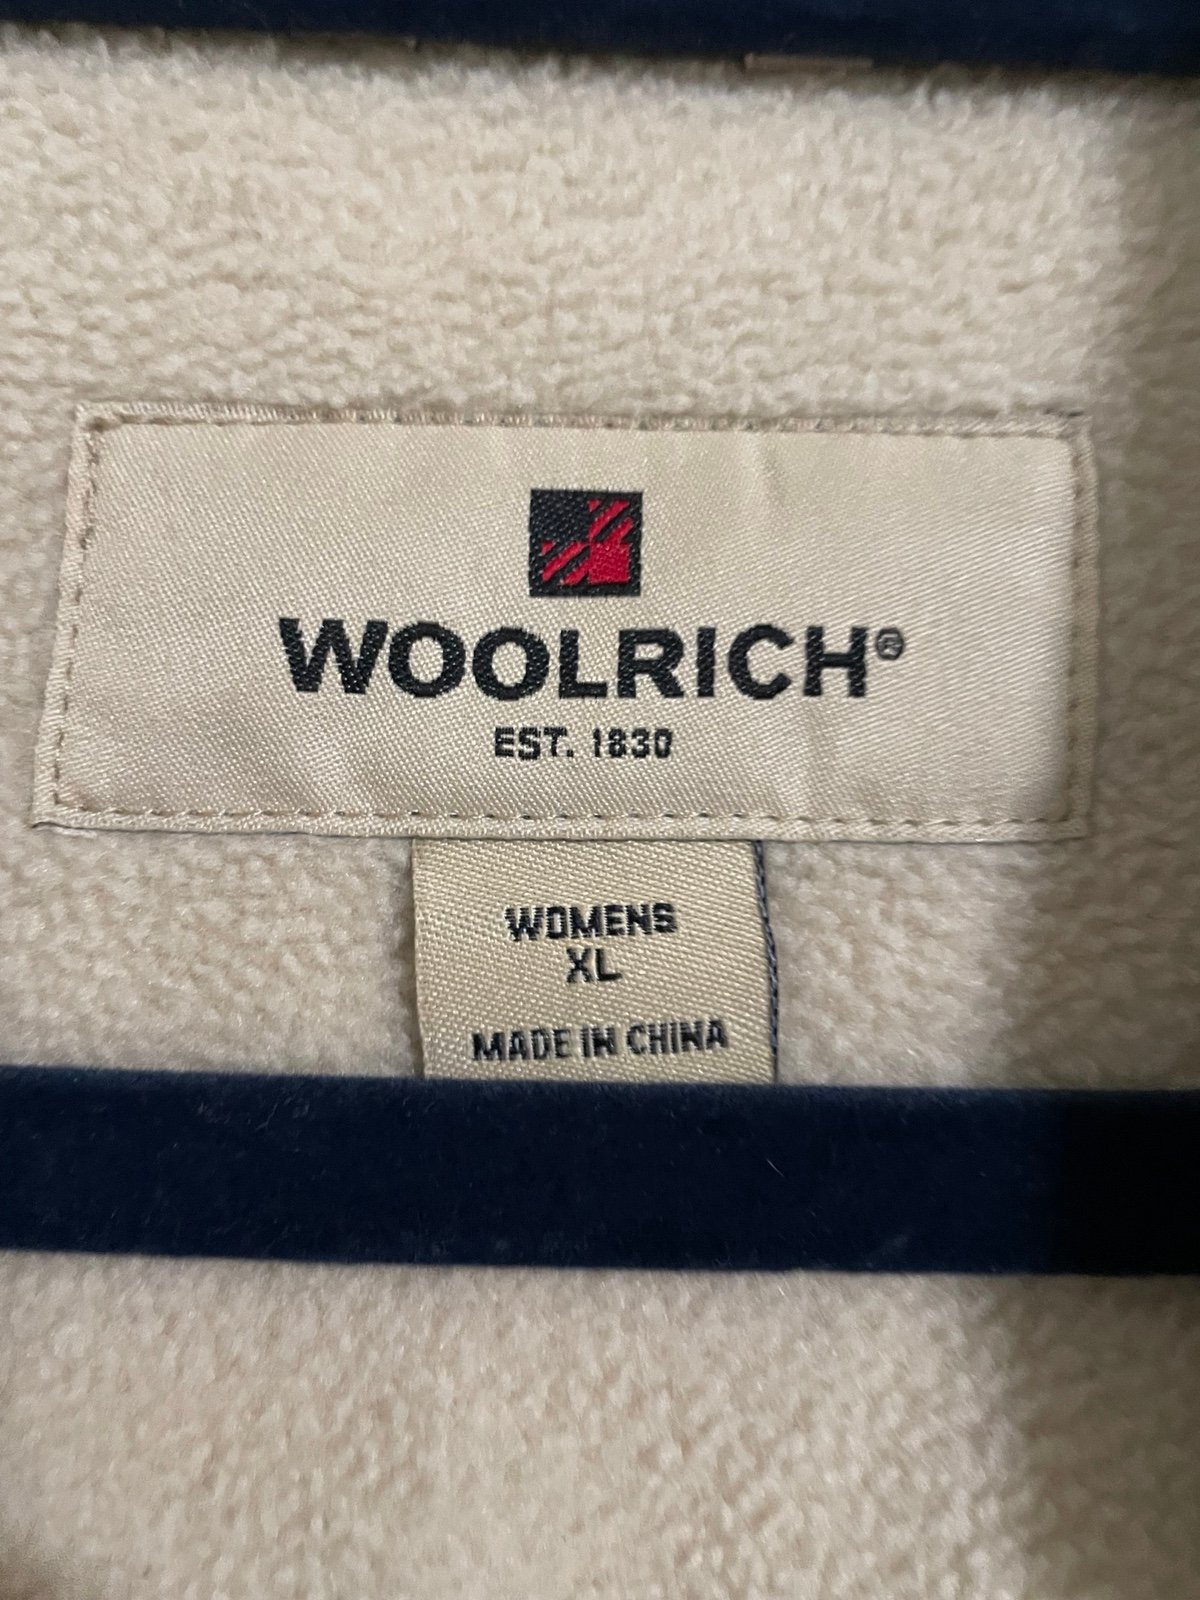 WOOLRICH®
EST. 1830
WOMENS
XL
MADE IN CHINA